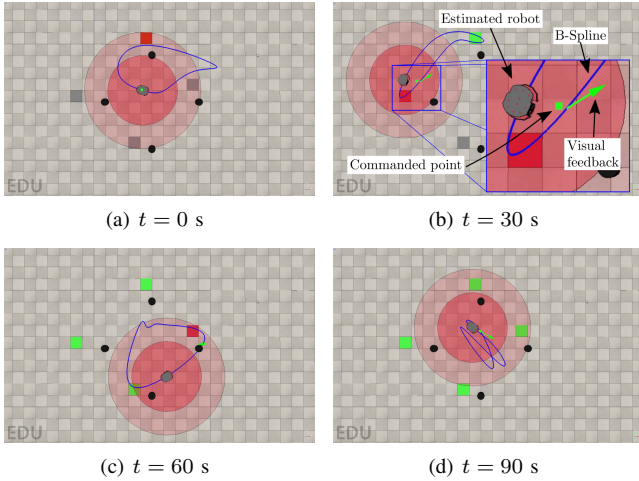 EDU
(a) t = 0 s
Estimated robot
B-Spline
Commanded point
Visual
feedback
EDU
(b) t = 30 s
EDU
(c) t = 60 s
EDU
(d) t = 90 s